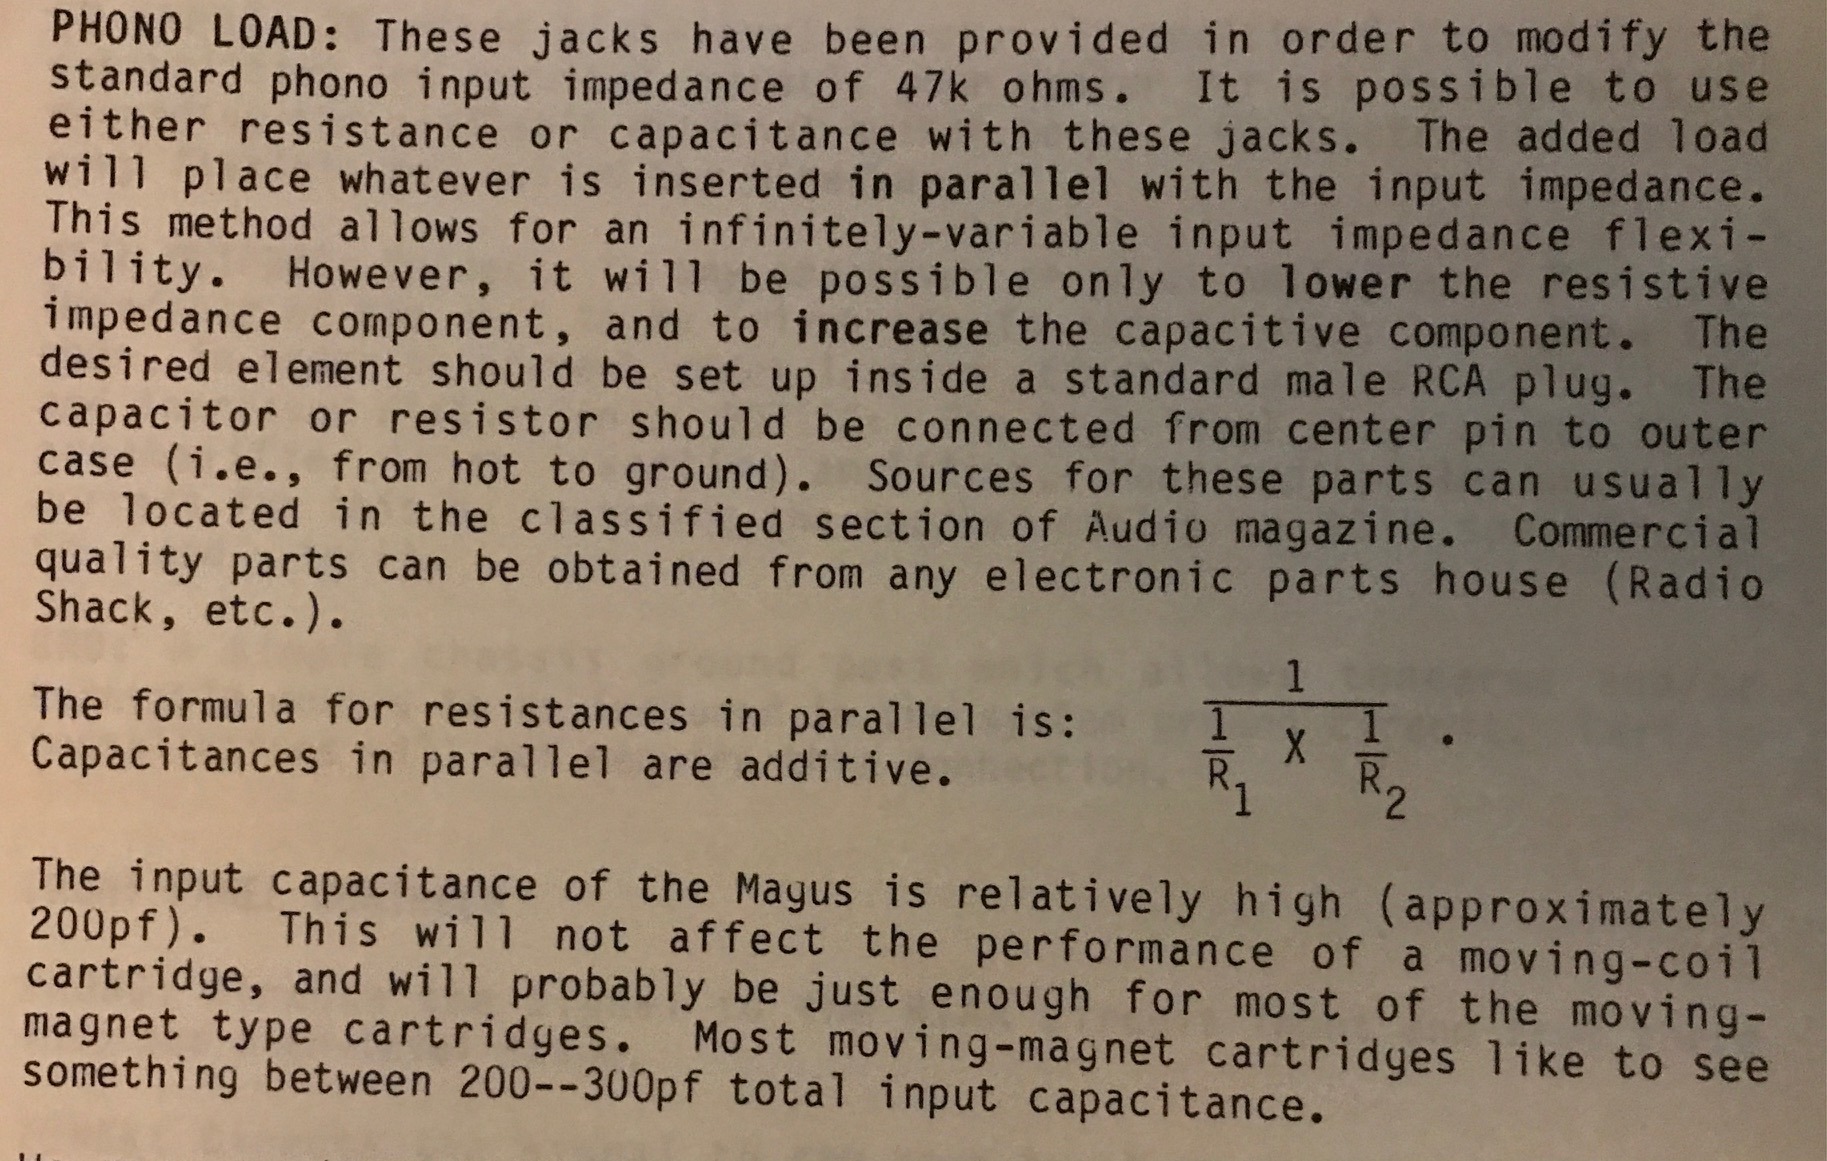 PHONO LOAD: These jacks have been provided in order to modify the
standard phono input impedance of 47k ohms. It is possible to use
either resistance or capacitance with these jacks. The added load
will place whatever is inserted in parallel with the input impedance.
This method allows for an infinitely-variable input impedance flexi-
bility. However, it will be possible only to lower the resistive
impedance component, and to increase the capacitive component. The
desired element should be set up inside a standard male RCA plug. The
capacitor or resistor should be connected from center pin to outer
case (i.e., from hot to ground). Sources for these parts can usually
be located in the classified section of Audio magazine. Commercial
quality parts can be obtained from any electronic parts house (Radio
Shack, etc.).
1
The formula for resistances in parallel is: 1/R1 X 1/R2 .
Capacitances in parallel are additive.
The input capacitance of the Magus is relatively high (approximately
200pf). This will not affect the performance of a moving-coil
cartridge, and will probably be just enough for most of the moving-
magnet type cartridges. Most moving-magnet cartridges like to see
something between 200--300pf total input capacitance.